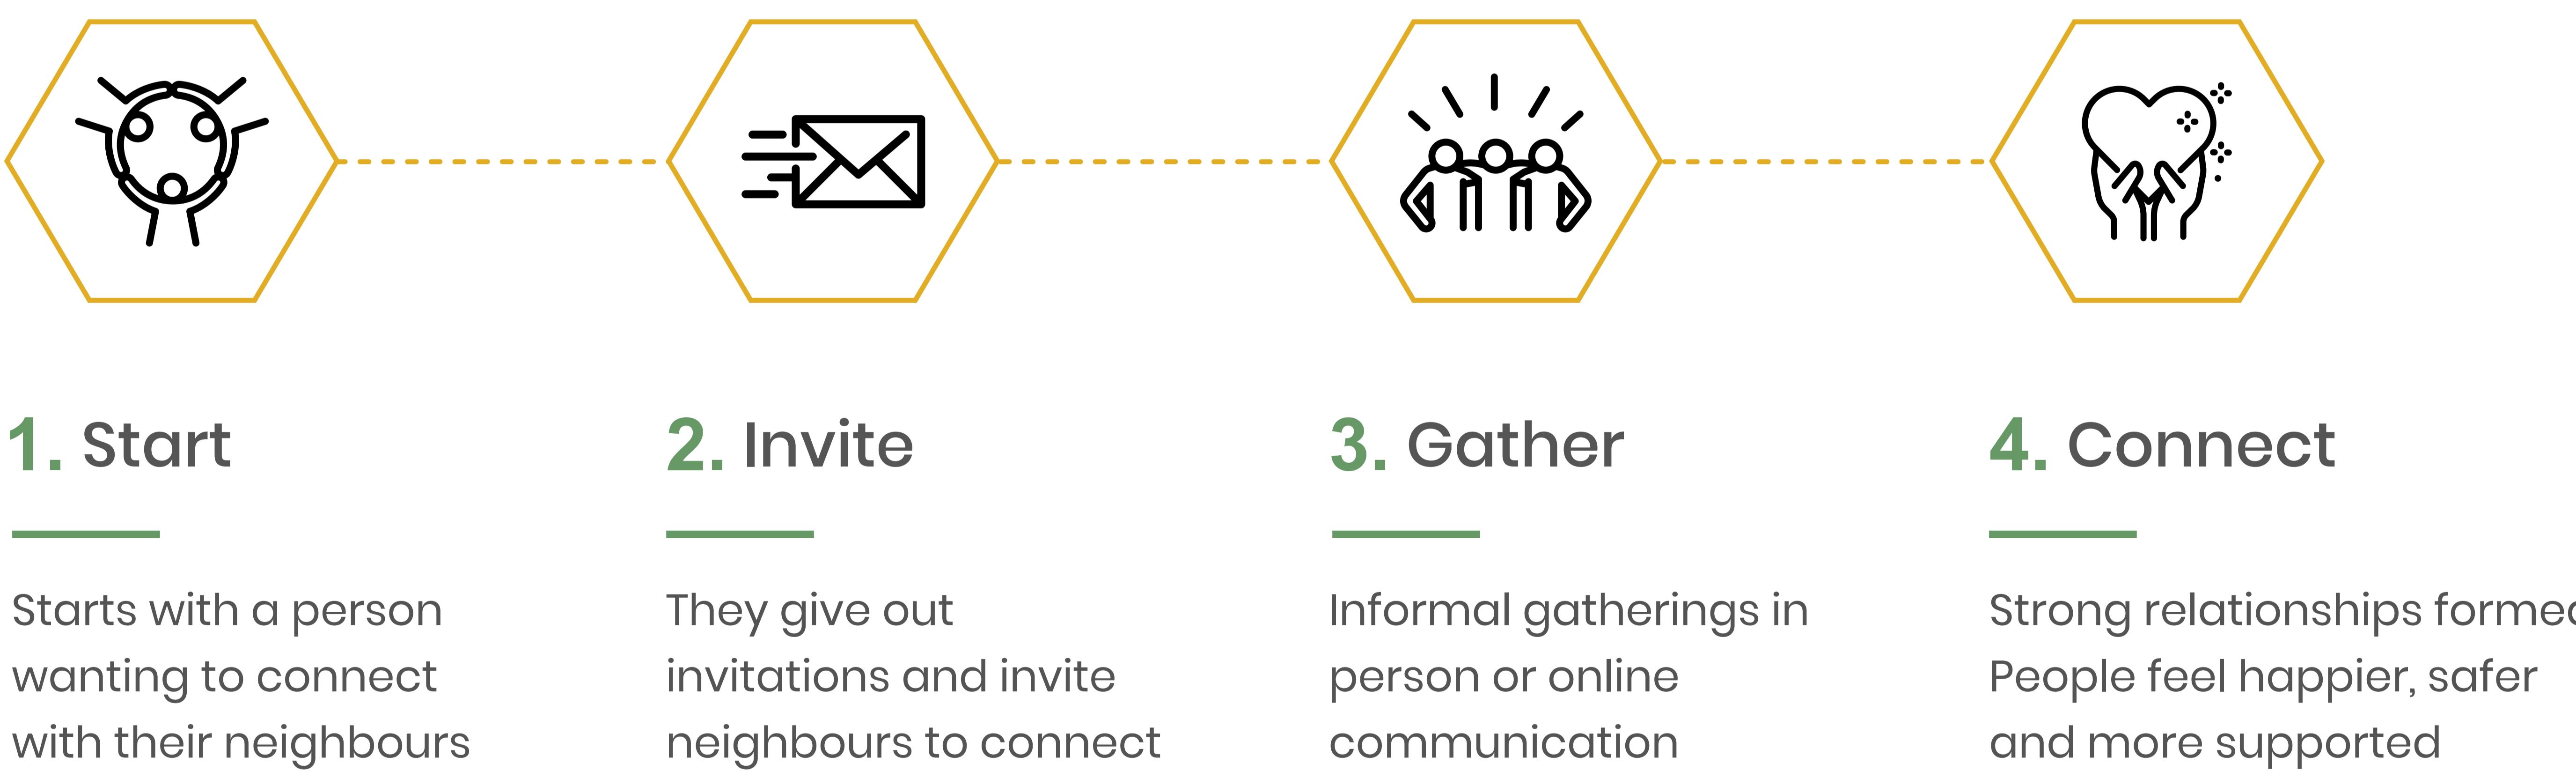 1. Start
Starts with a person
wanting to connect
with their neighbours
2. Invite
They give out
invitations and invite
neighbours to connect
3. Gather
Informal gatherings in
person or online
communication
4. Connect
Strong relationships formed
People feel happier, safer
and more supported